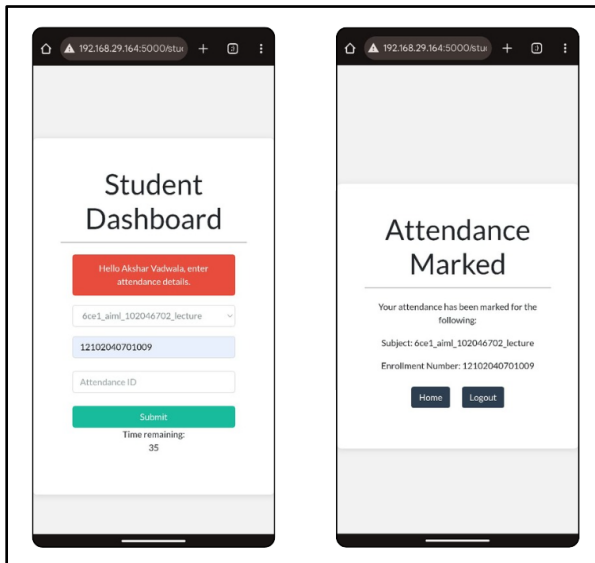 192.168.29.164:5000/stu
Student
Dashboard
Hello Akshar Vadwala, enter
attendance details.
6ce1_aiml_102046702_lecture
12102040701009
Attendance ID
Submit
Time remaining:
35
192.168.29.164:5000/stu
Attendance
Marked
Your attendance has been marked for the
following:
Subject: 6ce1_aiml_102046702_lecture
Enrollment Number: 12102040701009
Home Logout